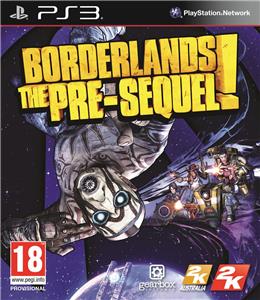 PS3
PlayStation Network
BORDERLANDS
THE PRE-SEQUEL!
18
www.pegi.info
PROVISIONAL
gearbox
2K
AUSTRALIA
2K